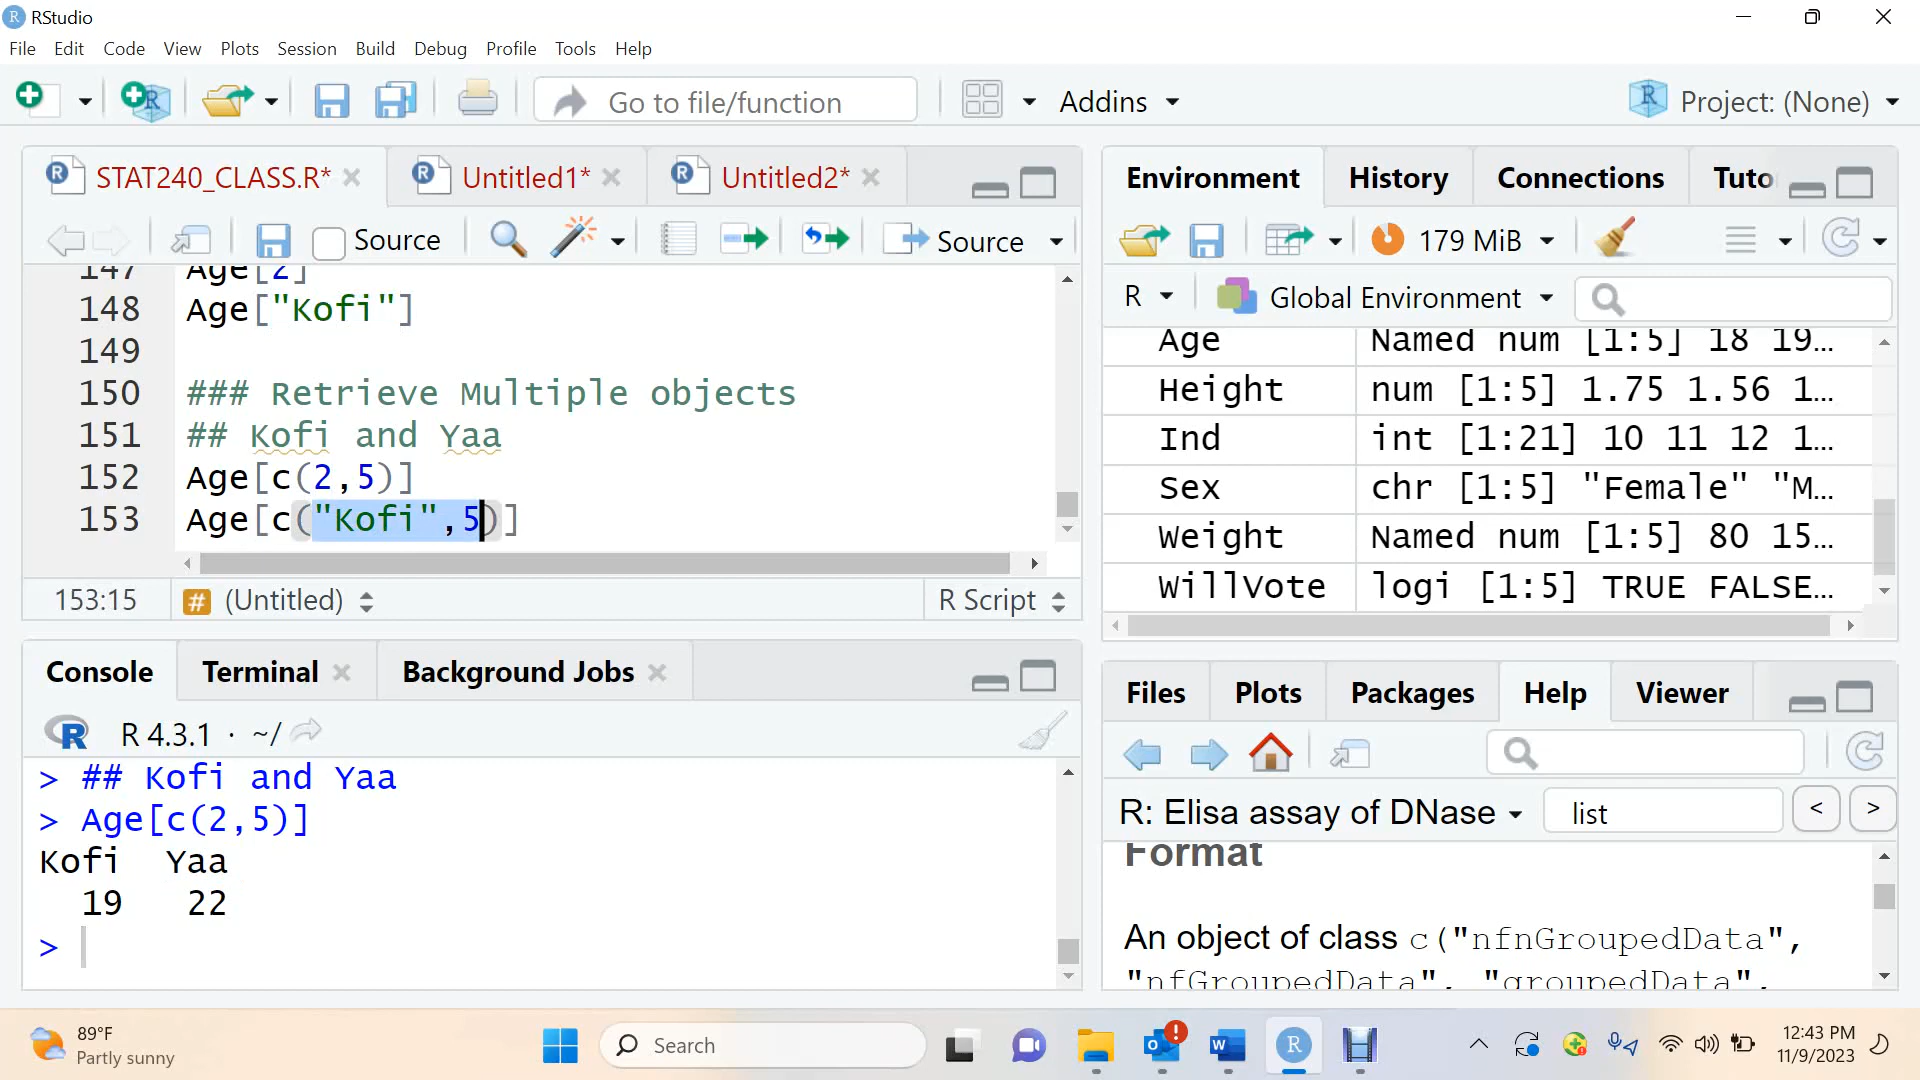 RStudio
File Edit Code View Plots Session Build Debug Profile Tools Help
Go to file/function
Addins
Project: (None)
STAT240_CLASS.R*
Untitled1*
Untitled2*
Source
Source
147 Age[2]
148 Age["Kofi"]
149
150 ### Retrieve Multiple objects
151 ## Kofi and Yaa
152 Age[c(2,5)]
153 Age[c("Kofi",5)]
153:15
# (Untitled)
R Script
Console Terminal Background Jobs
R 4.3.1 · ~/
> ## Kofi and Yaa
> Age[c(2,5)]
Kofi Yaa
19 22
>
Environment History Connections Tuto
179 MiB
R Global Environment
Age Named num [1:5] 18 19…
Height num [1:5] 1.75 1.56 1…
Ind int [1:21] 10 11 12 1…
Sex chr [1:5] "Female" "M…
Weight Named num [1:5] 80 15…
WillVote logi [1:5] TRUE FALSE…
Files Plots Packages Help Viewer
R: Elisa assay of DNase
list
< >
Format
An object of class c("nfnGroupedData",
"nfGroupedData", "groupedData",
89°F
Partly sunny
Search
12:43 PM
11/9/2023